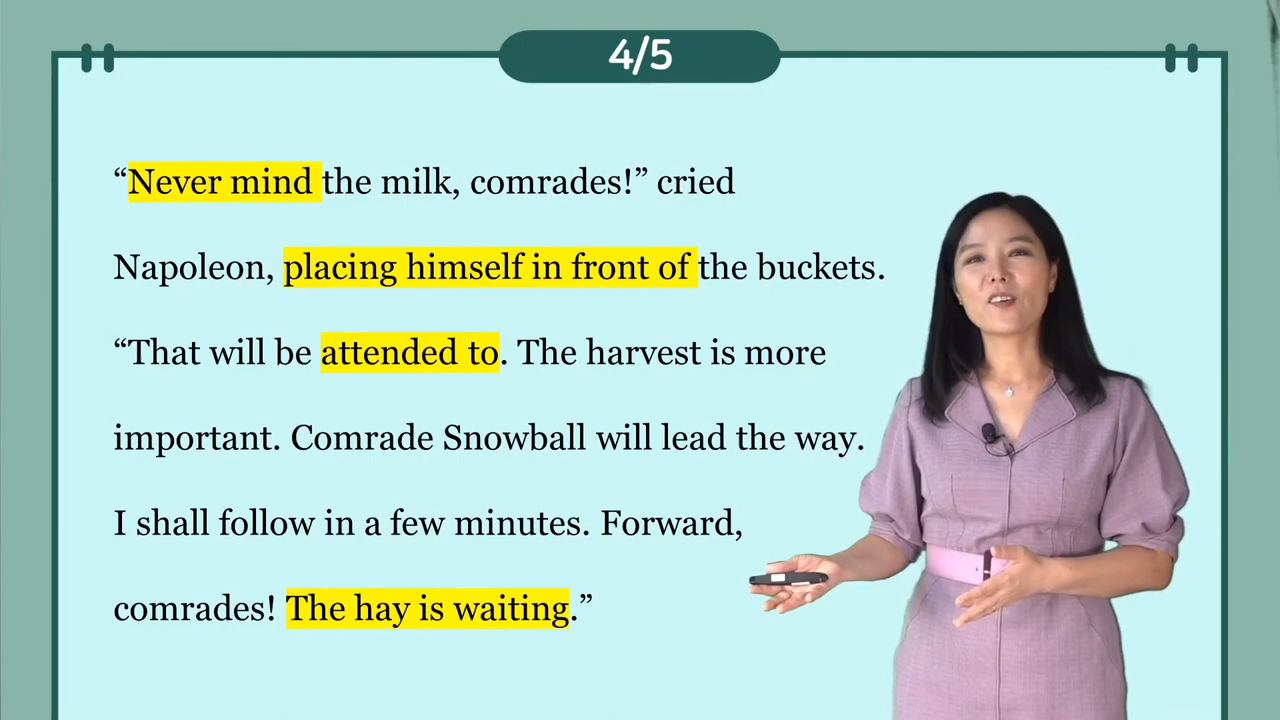 4/5
“Never mind the milk, comrades!” cried
Napoleon, placing himself in front of the buckets.
“That will be attended to. The harvest is more
important. Comrade Snowball will lead the way.
I shall follow in a few minutes. Forward,
comrades! The hay is waiting.”